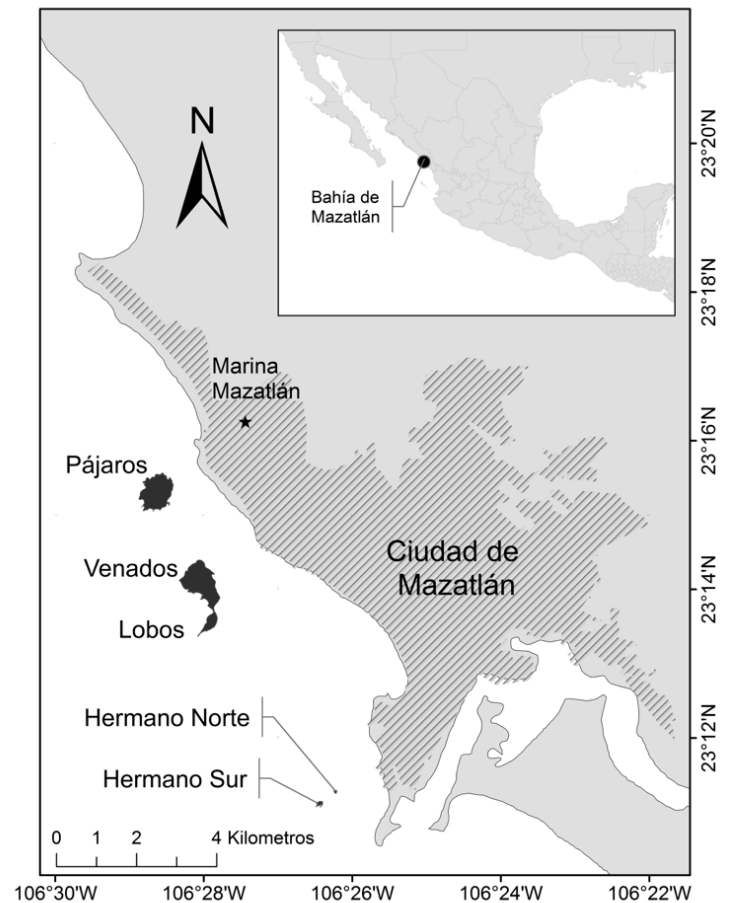 N
Bahía de
Mazatlán
23°20'N
23°18'N
Marina
Mazatlán
23°16'N
Pájaros
Ciudad de
Mazatlán
Venados
23°14'N
Lobos
Hermano Norte
23°12'N
Hermano Sur
0 1 2 4 Kilometros
106°30'W 106°28'W 106°26'W 106°24'W 106°22'W